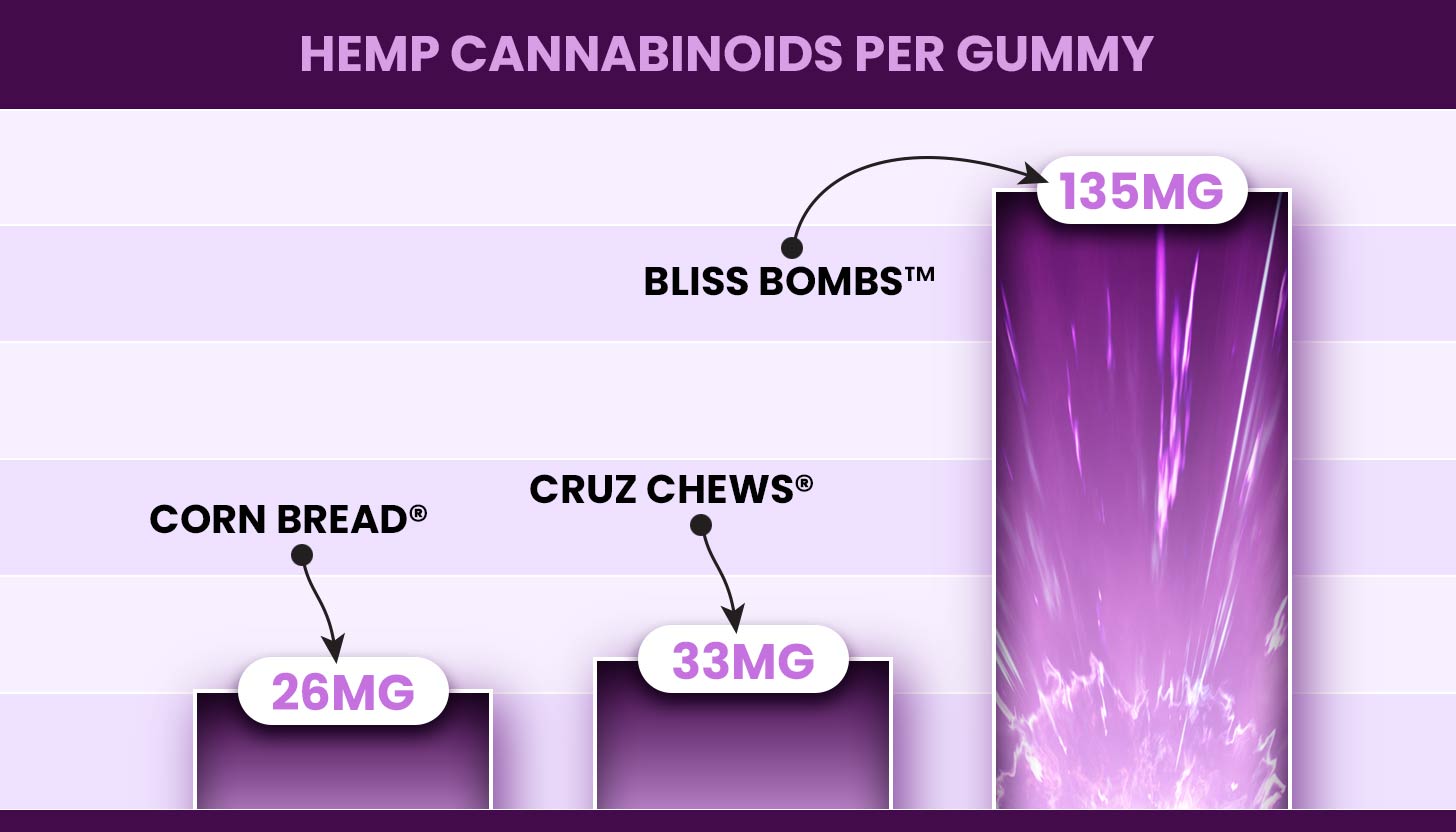 HEMP CANNABINOIDS PER GUMMY
135MG
BLISS BOMBS™
CRUZ CHEWS®
CORN BREAD®
33MG
26MG